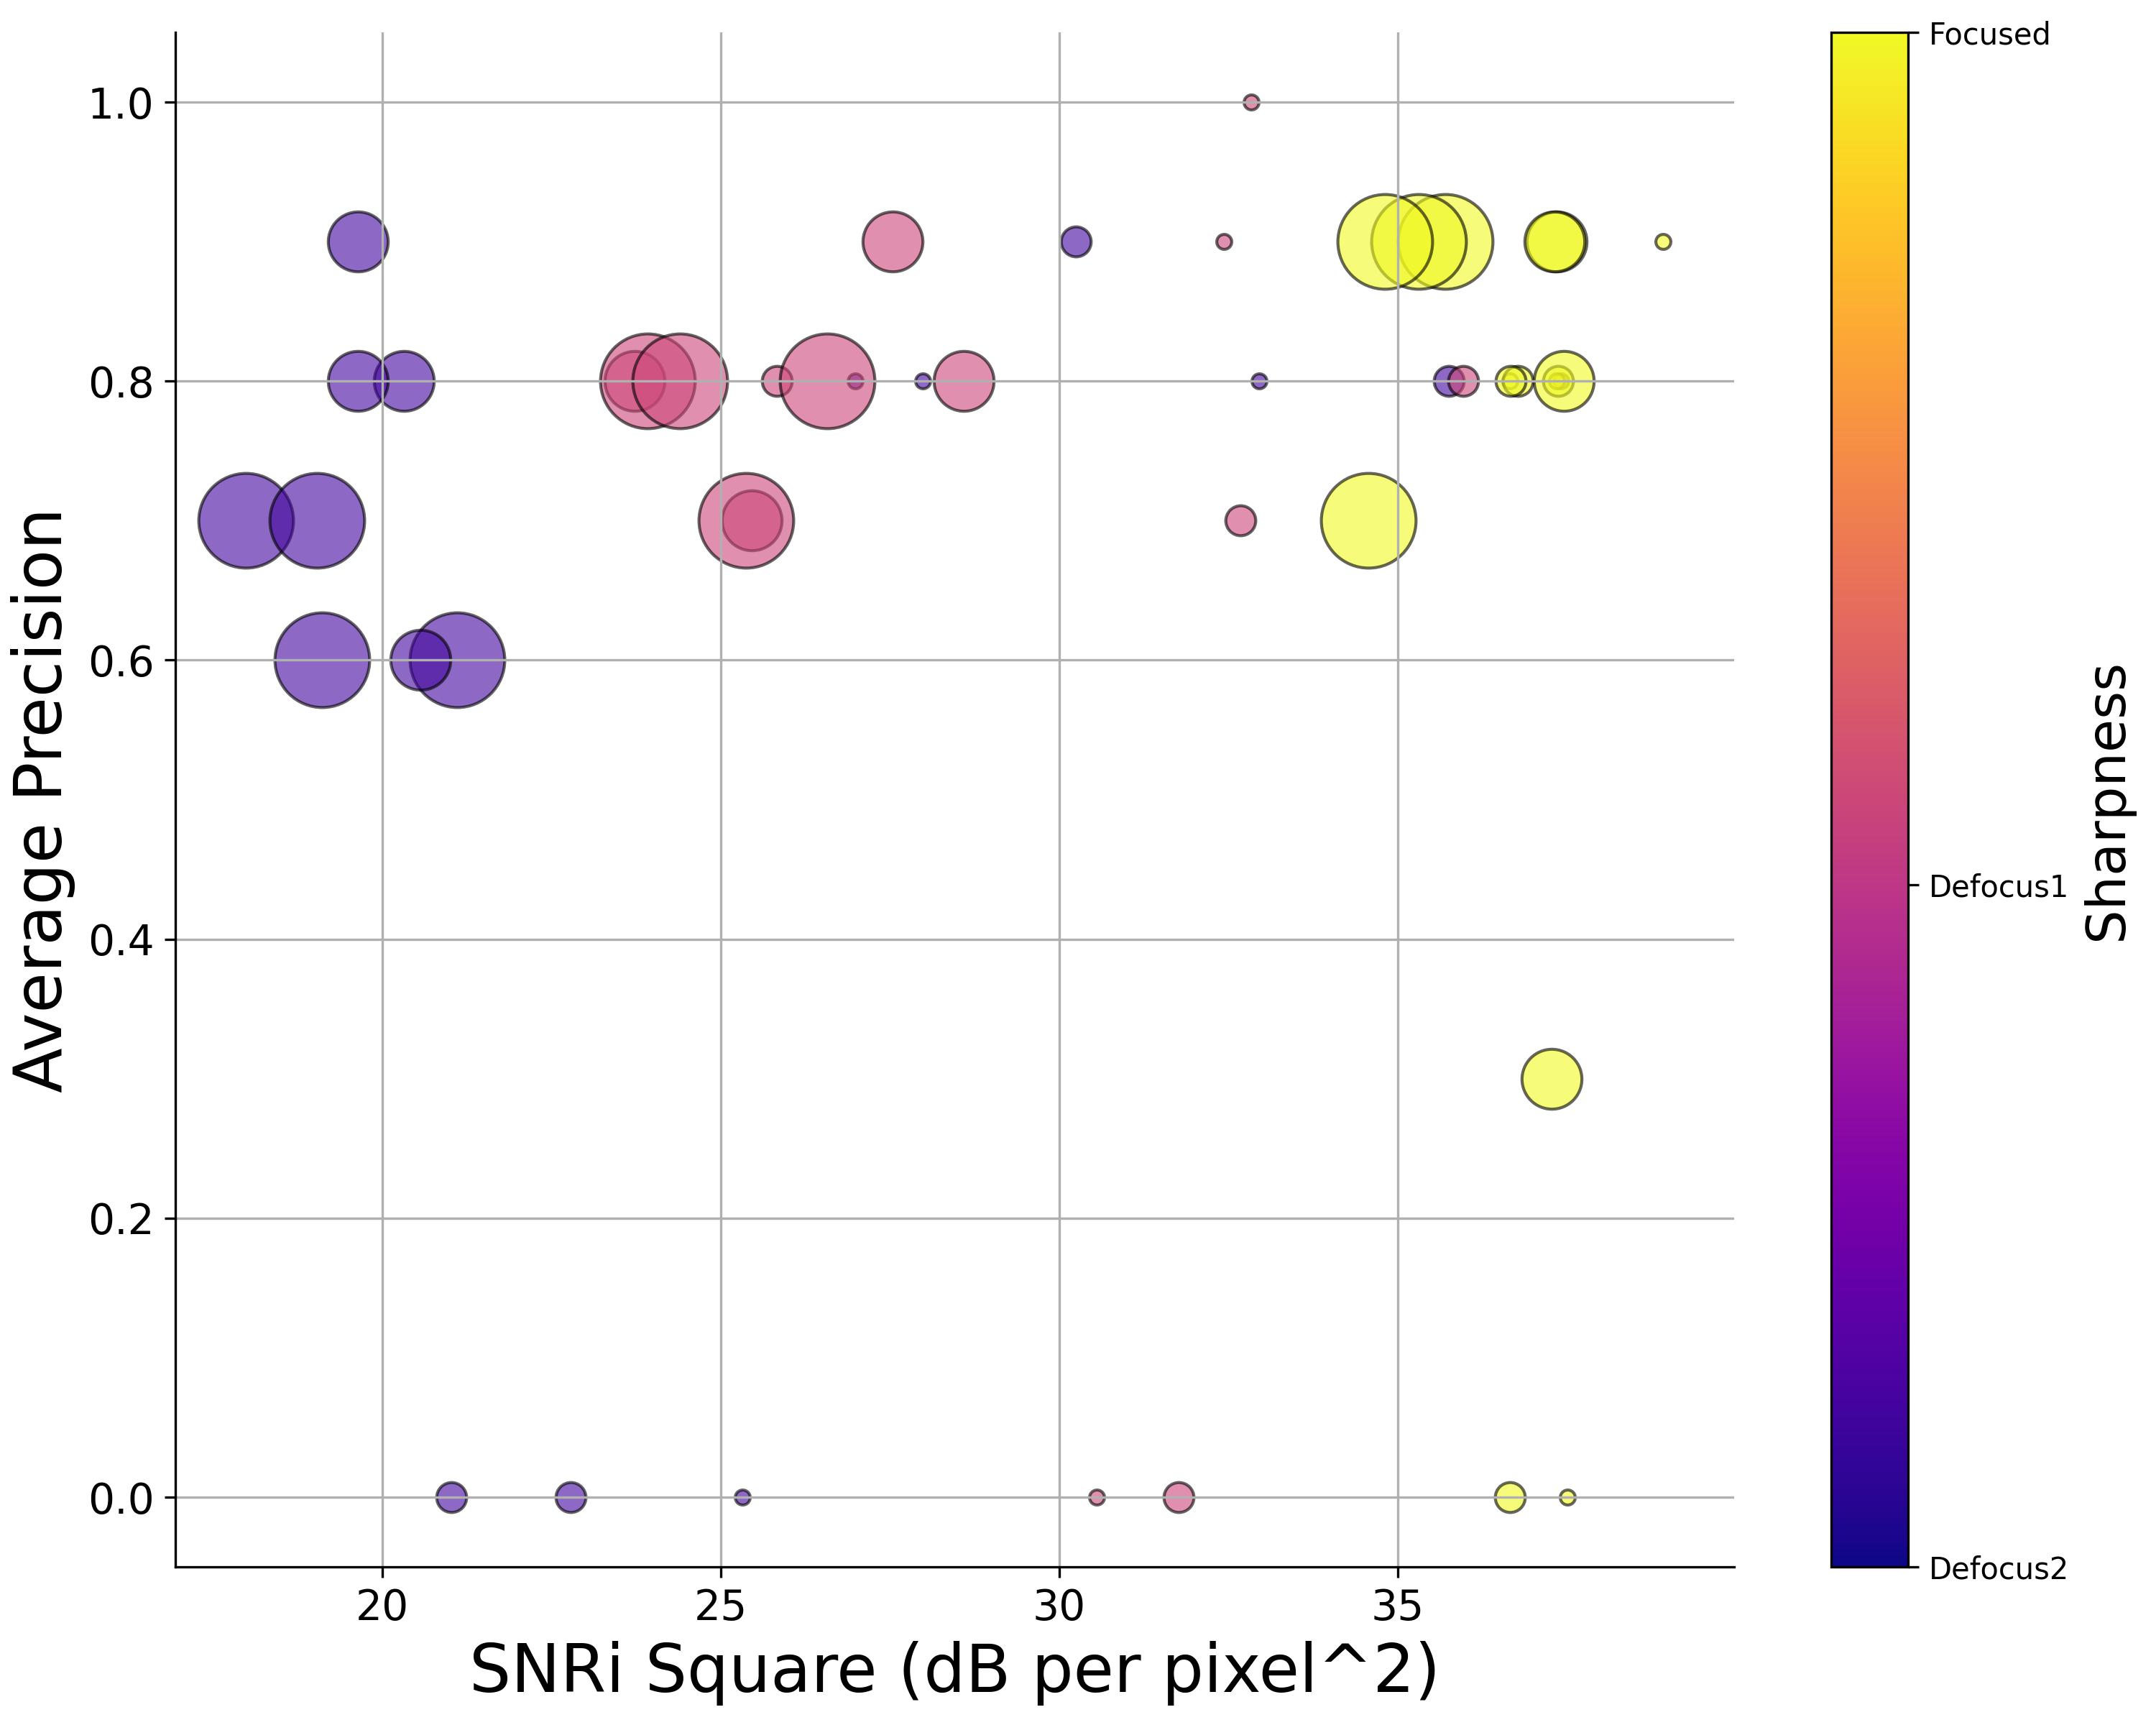 Average Precision
1.0
0.8
0.6
0.4
0.2
0.0
20
25
30
35
SNRi Square (dB per pixel^2)
Focused
Defocus1
Defocus2
Sharpness